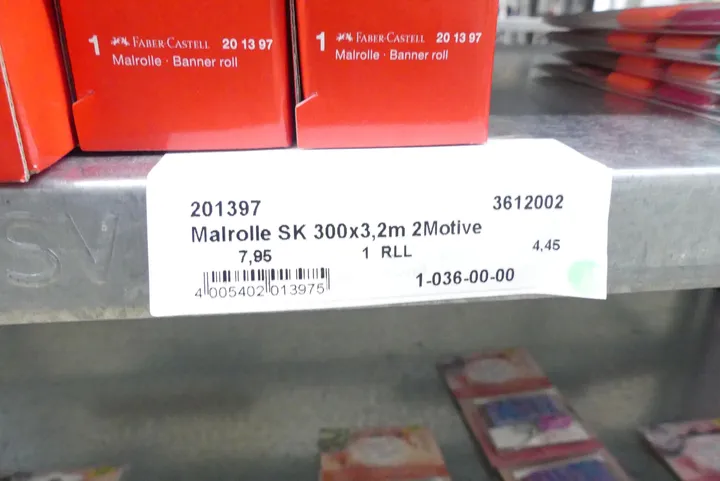 1 FABER-CASTELL 20 13 97
Malrolle · Banner roll
1 FABER-CASTELL 20 13 97
Malrolle · Banner roll
SV
201397 3612002
Malrolle SK 300x3,2m 2Motive
7,95 1 RLL 4,45
4 005402 013975 1-036-00-00